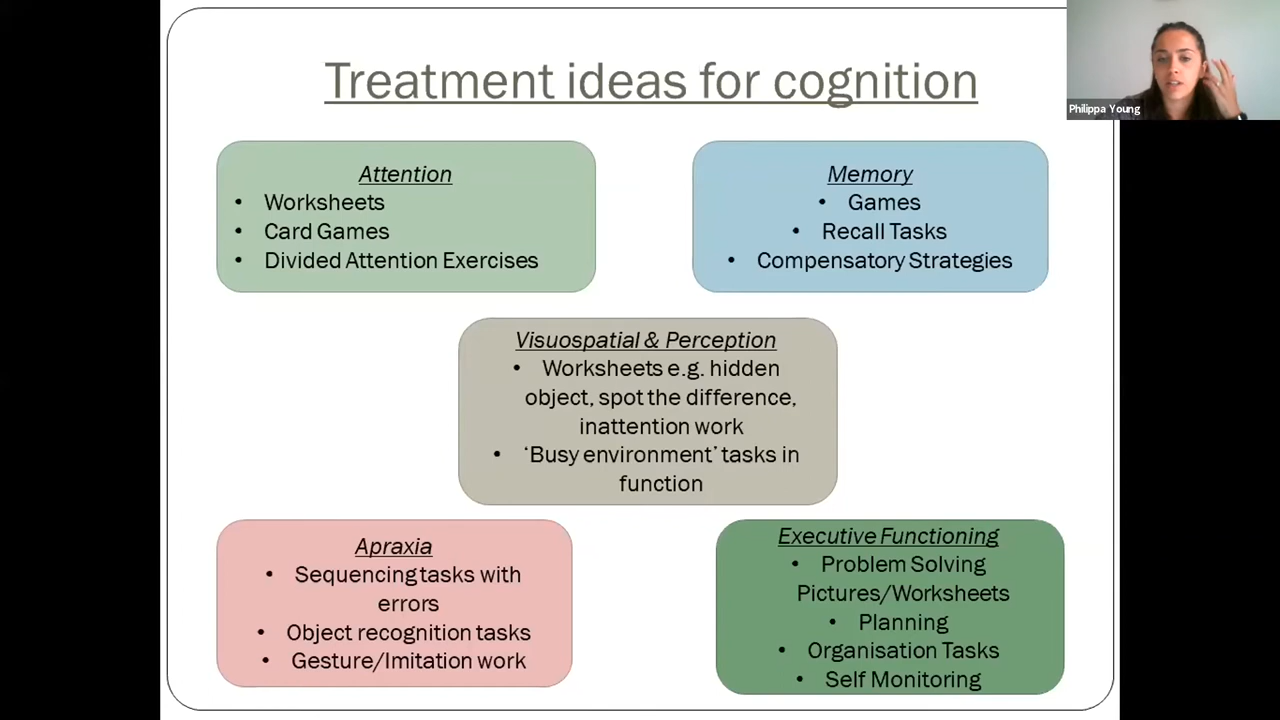 Treatment ideas for cognition
Philippa Young
Attention
• Worksheets
• Card Games
• Divided Attention Exercises
Memory
• Games
• Recall Tasks
• Compensatory Strategies
Visuospatial & Perception
• Worksheets e.g. hidden
object, spot the difference,
inattention work
• ‘Busy environment’ tasks in
function
Apraxia
• Sequencing tasks with
errors
• Object recognition tasks
• Gesture/Imitation work
Executive Functioning
• Problem Solving
Pictures/Worksheets
• Planning
• Organisation Tasks
• Self Monitoring